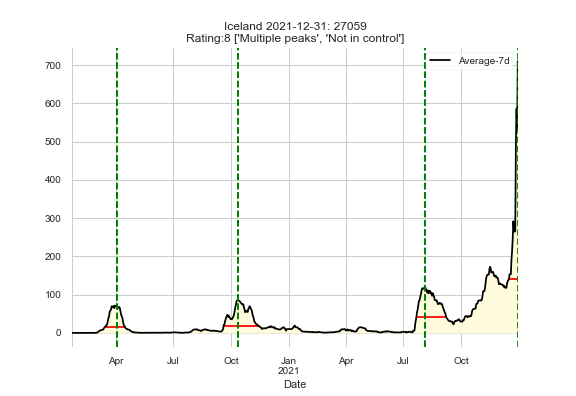 Iceland 2021-12-31: 27059
Rating:8 ['Multiple peaks', 'Not in control']
Average-7d
700
600
500
400
300
200
100
0
Apr Jul Oct Jan Apr Jul Oct
2021
Date